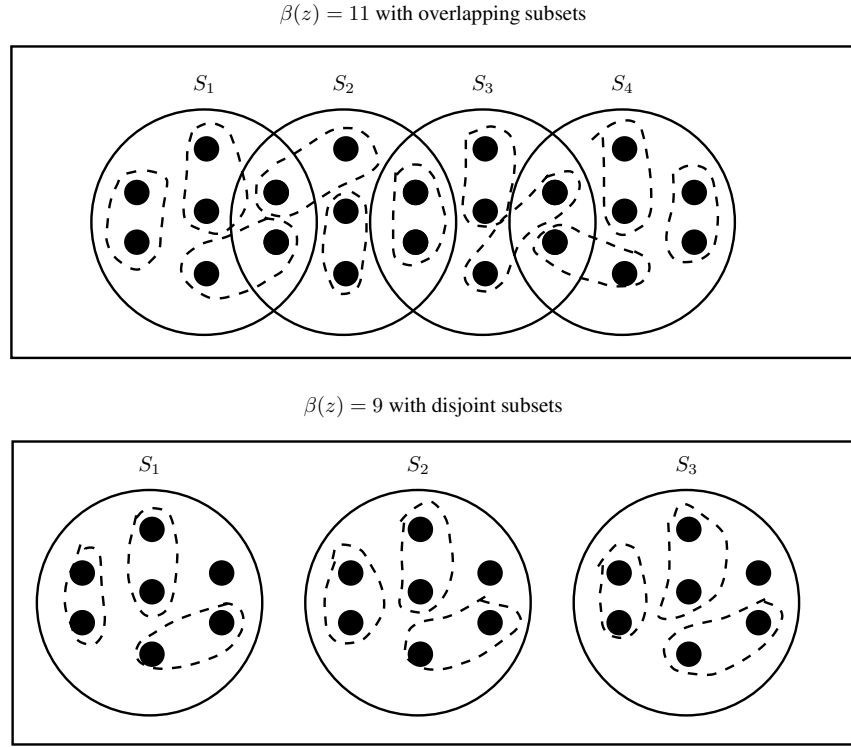 β(z) = 11 with overlapping subsets
S₁ S₂ S₃ S₄
β(z) = 9 with disjoint subsets
S₁ S₂ S₃